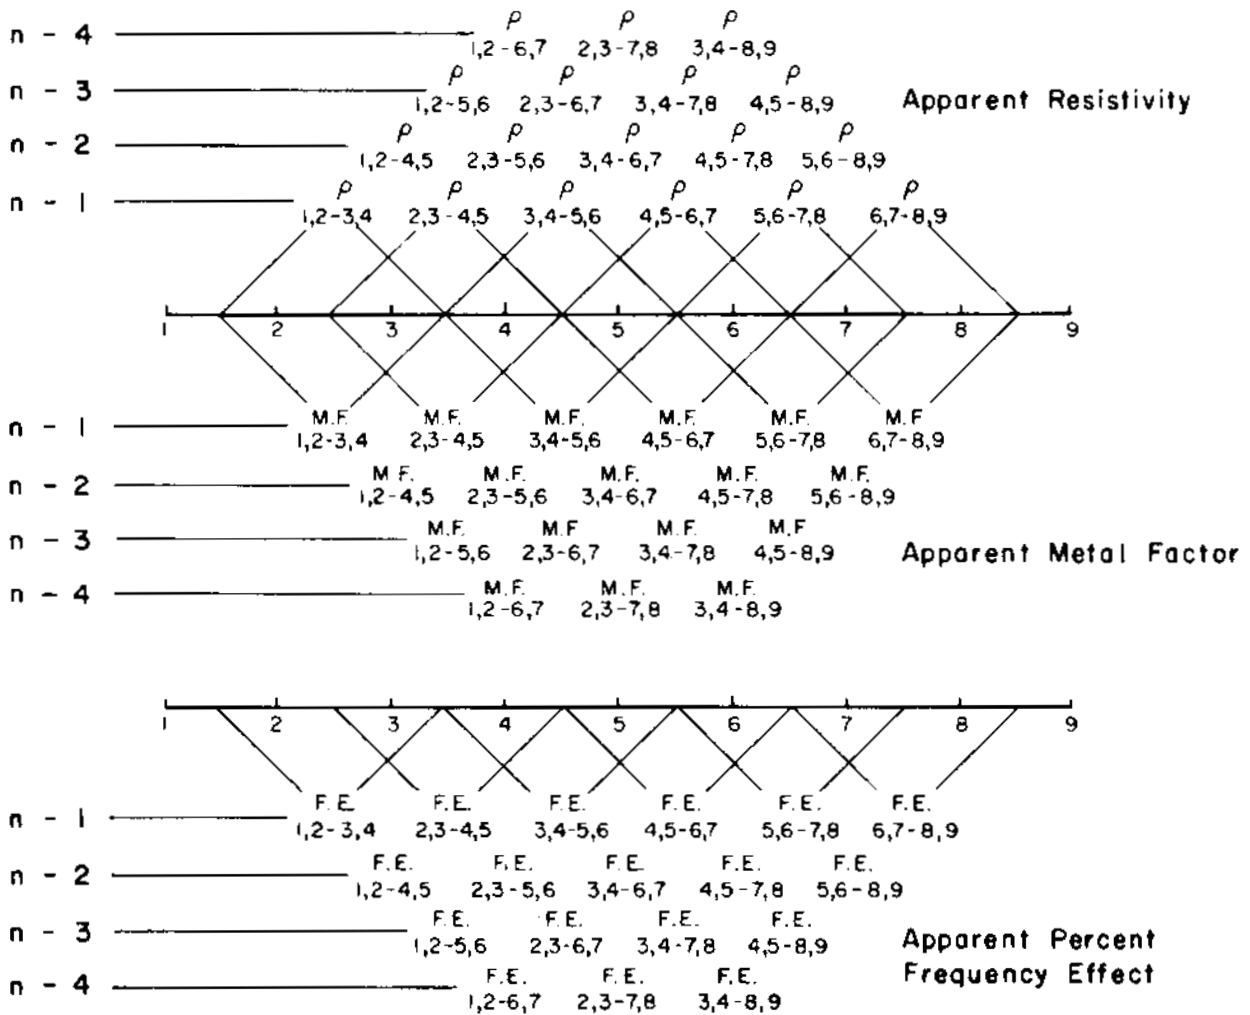 ρ ρ ρ
n - 4
1,2-6,7 2,3-7,8 3,4-8,9
ρ ρ ρ ρ
n - 3
1,2-5,6 2,3-6,7 3,4-7,8 4,5-8,9
Apparent Resistivity
ρ ρ ρ ρ ρ
n - 2
1,2-4,5 2,3-5,6 3,4-6,7 4,5-7,8 5,6-8,9
ρ ρ ρ ρ ρ ρ
n - 1
1,2-3,4 2,3-4,5 3,4-5,6 4,5-6,7 5,6-7,8 6,7-8,9
1 2 3 4 5 6 7 8 9
M.F. M.F. M.F. M.F. M.F. M.F
n - 1
1,2-3,4 2,3-4,5 3,4-5,6 4,5-6,7 5,6-7,8 6,7-8,9
M F. M.F. M.F. M.F. M.F.
n - 2
1,2-4,5 2,3-5,6 3,4-6,7 4,5-7,8 5,6-8,9
M.F. M.F M.F. M.F
n - 3
1,2-5,6 2,3-6,7 3,4-7,8 4,5-8,9
Apparent Metal Factor
M.F. M.F. M.F.
n - 4
1,2-6,7 2,3-7,8 3,4-8,9
1 2 3 4 5 6 7 8 9
F.E. F.E. F.E. F.E. F.E. F.E.
n - 1
1,2-3,4 2,3-4,5 3,4-5,6 4,5-6,7 5,6-7,8 6,7-8,9
F.E. F.E. F.E. F.E. F.E.
n - 2
1,2-4,5 2,3-5,6 3,4-6,7 4,5-7,8 5,6-8,9
F.E. F.E. F.E. F.E.
n - 3
1,2-5,6 2,3-6,7 3,4-7,8 4,5-8,9
Apparent Percent
Frequency Effect
F.E. F.E. F.E.
n - 4
1,2-6,7 2,3-7,8 3,4-8,9